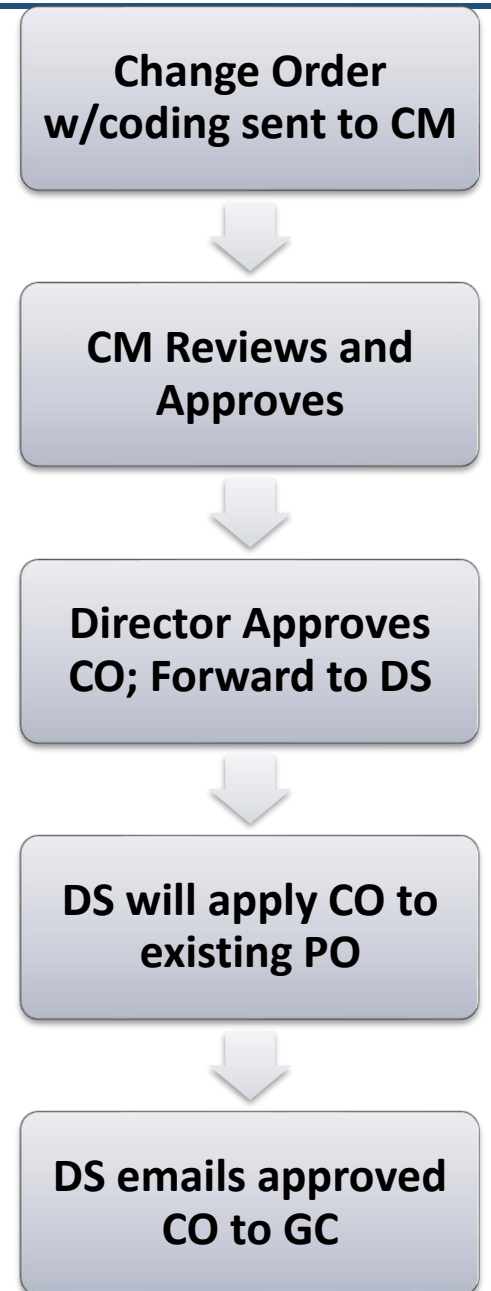 Change Order
w/coding sent to CM
CM Reviews and
Approves
Director Approves
CO; Forward to DS
DS will apply CO to
existing PO
DS emails approved
CO to GC